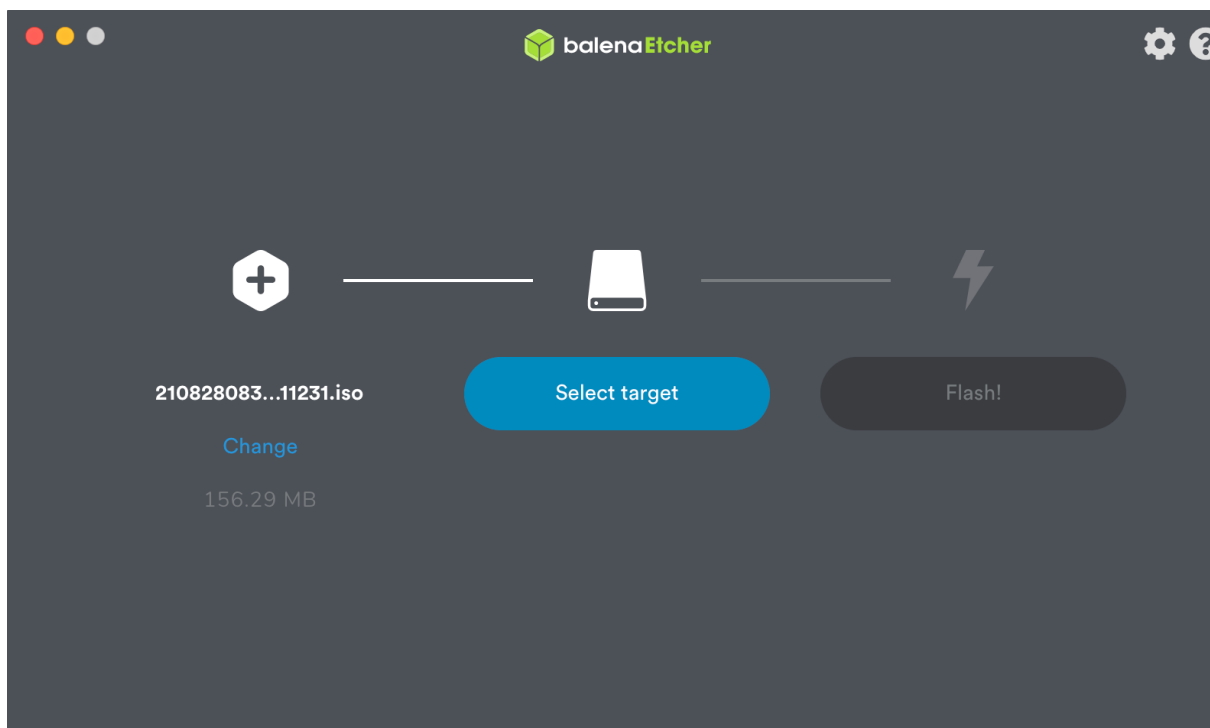 balenaEtcher
210828083...11231.iso
Select target
Flash!
Change
156.29 MB